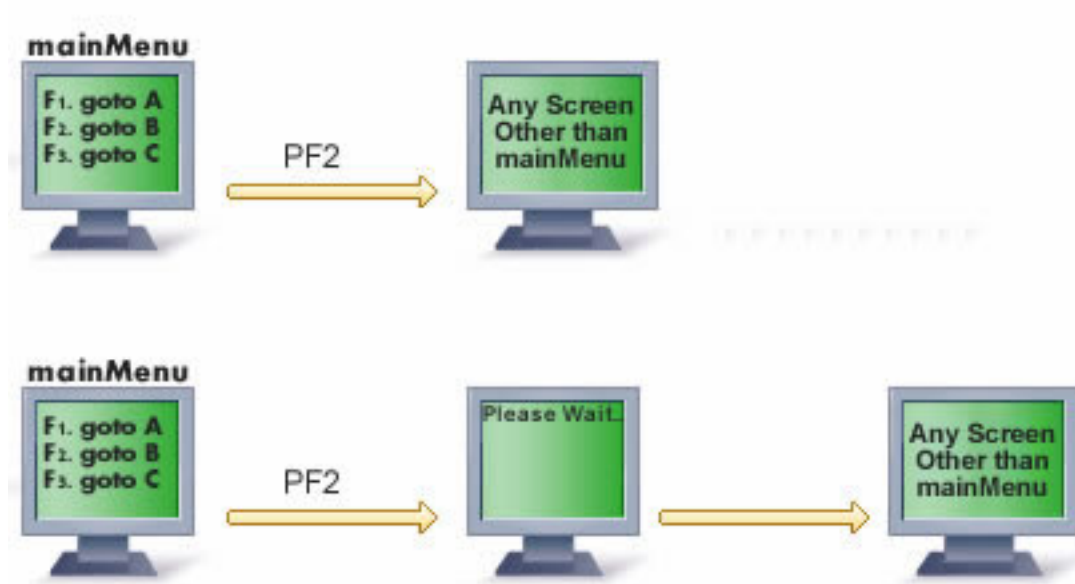 mainMenu
F1. goto A
F2. goto B
F3. goto C
PF2
Any Screen
Other than
mainMenu
mainMenu
F1. goto A
F2. goto B
F3. goto C
PF2
Please Wait..
Any Screen
Other than
mainMenu